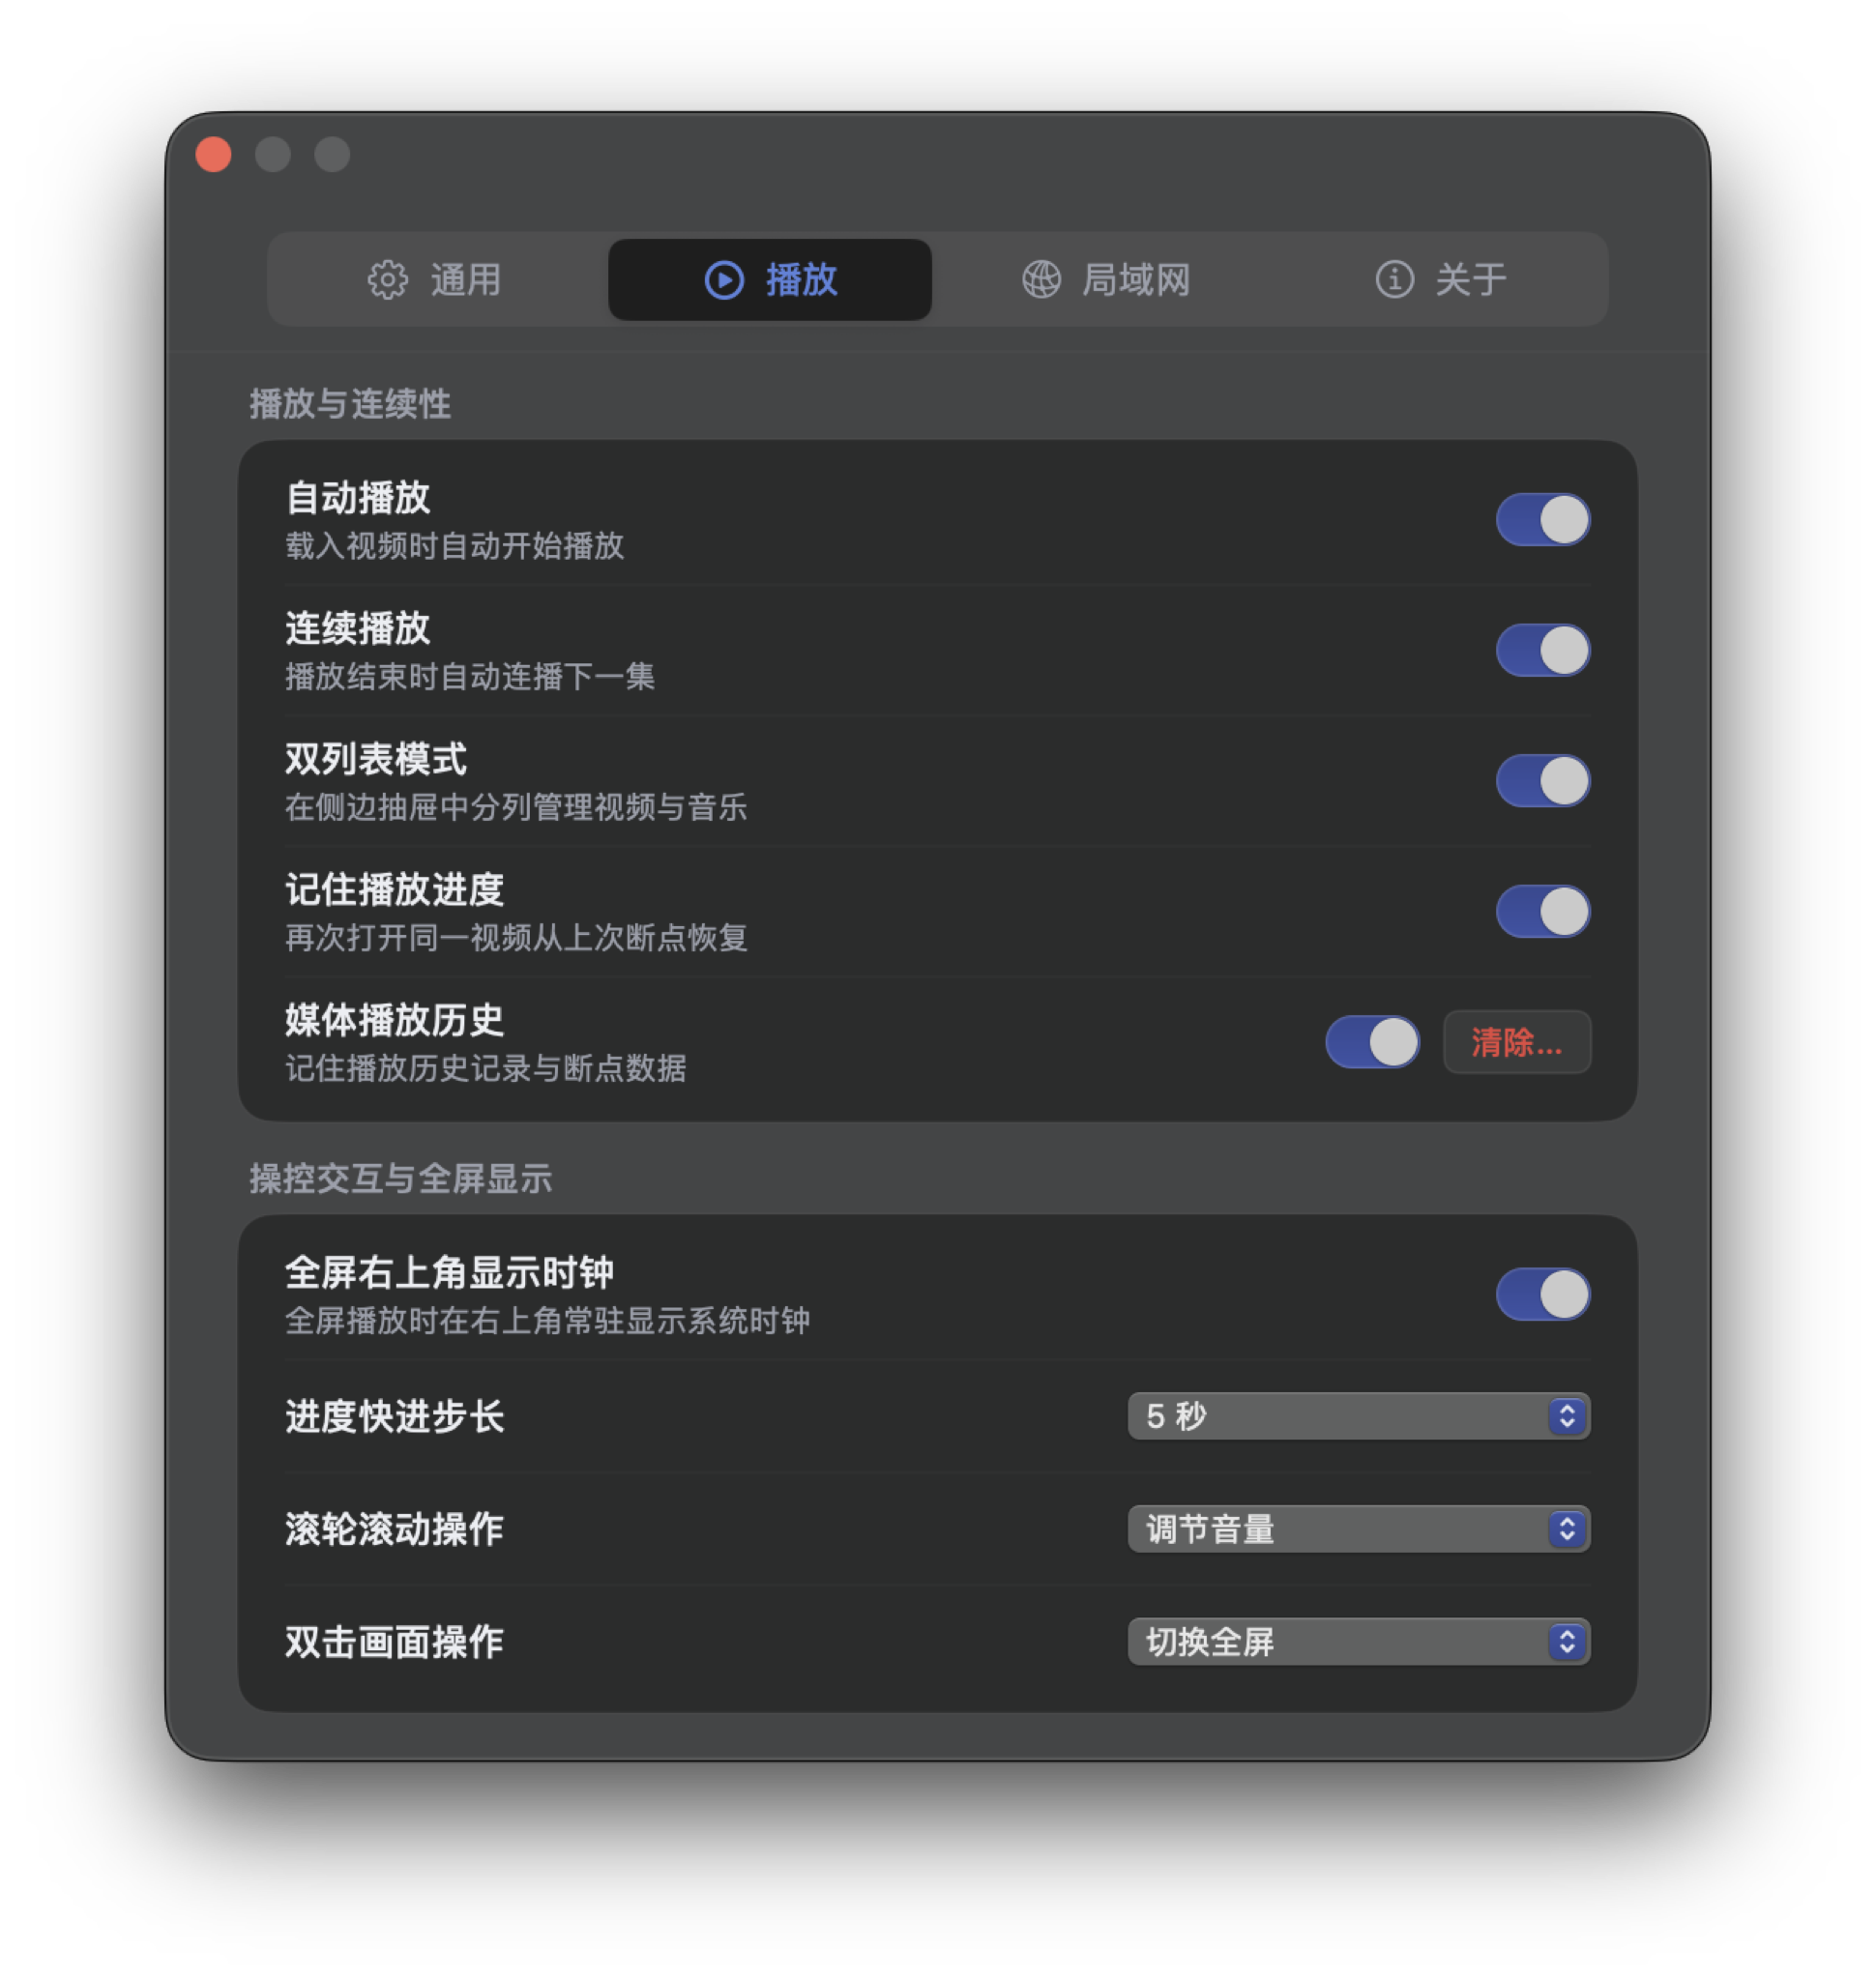 通用
播放
局域网
关于
播放与连续性
自动播放
载入视频时自动开始播放
连续播放
播放结束时自动连播下一集
双列表模式
在侧边抽屉中分列管理视频与音乐
记住播放进度
再次打开同一视频从上次断点恢复
媒体播放历史
记住播放历史记录与断点数据
清除...
操控交互与全屏显示
全屏右上角显示时钟
全屏播放时在右上角常驻显示系统时钟
进度快进步长
5 秒
滚轮滚动操作
调节音量
双击画面操作
切换全屏